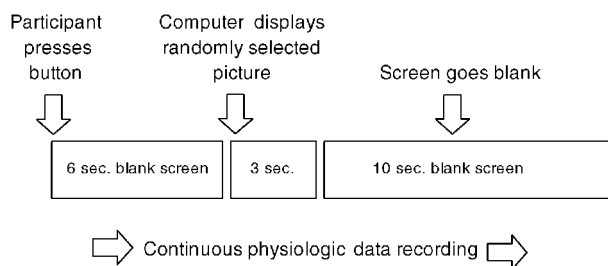 Participant
presses
button
Computer displays
randomly selected
picture
Screen goes blank
6 sec. blank screen
3 sec.
10 sec. blank screen
Continuous physiologic data recording